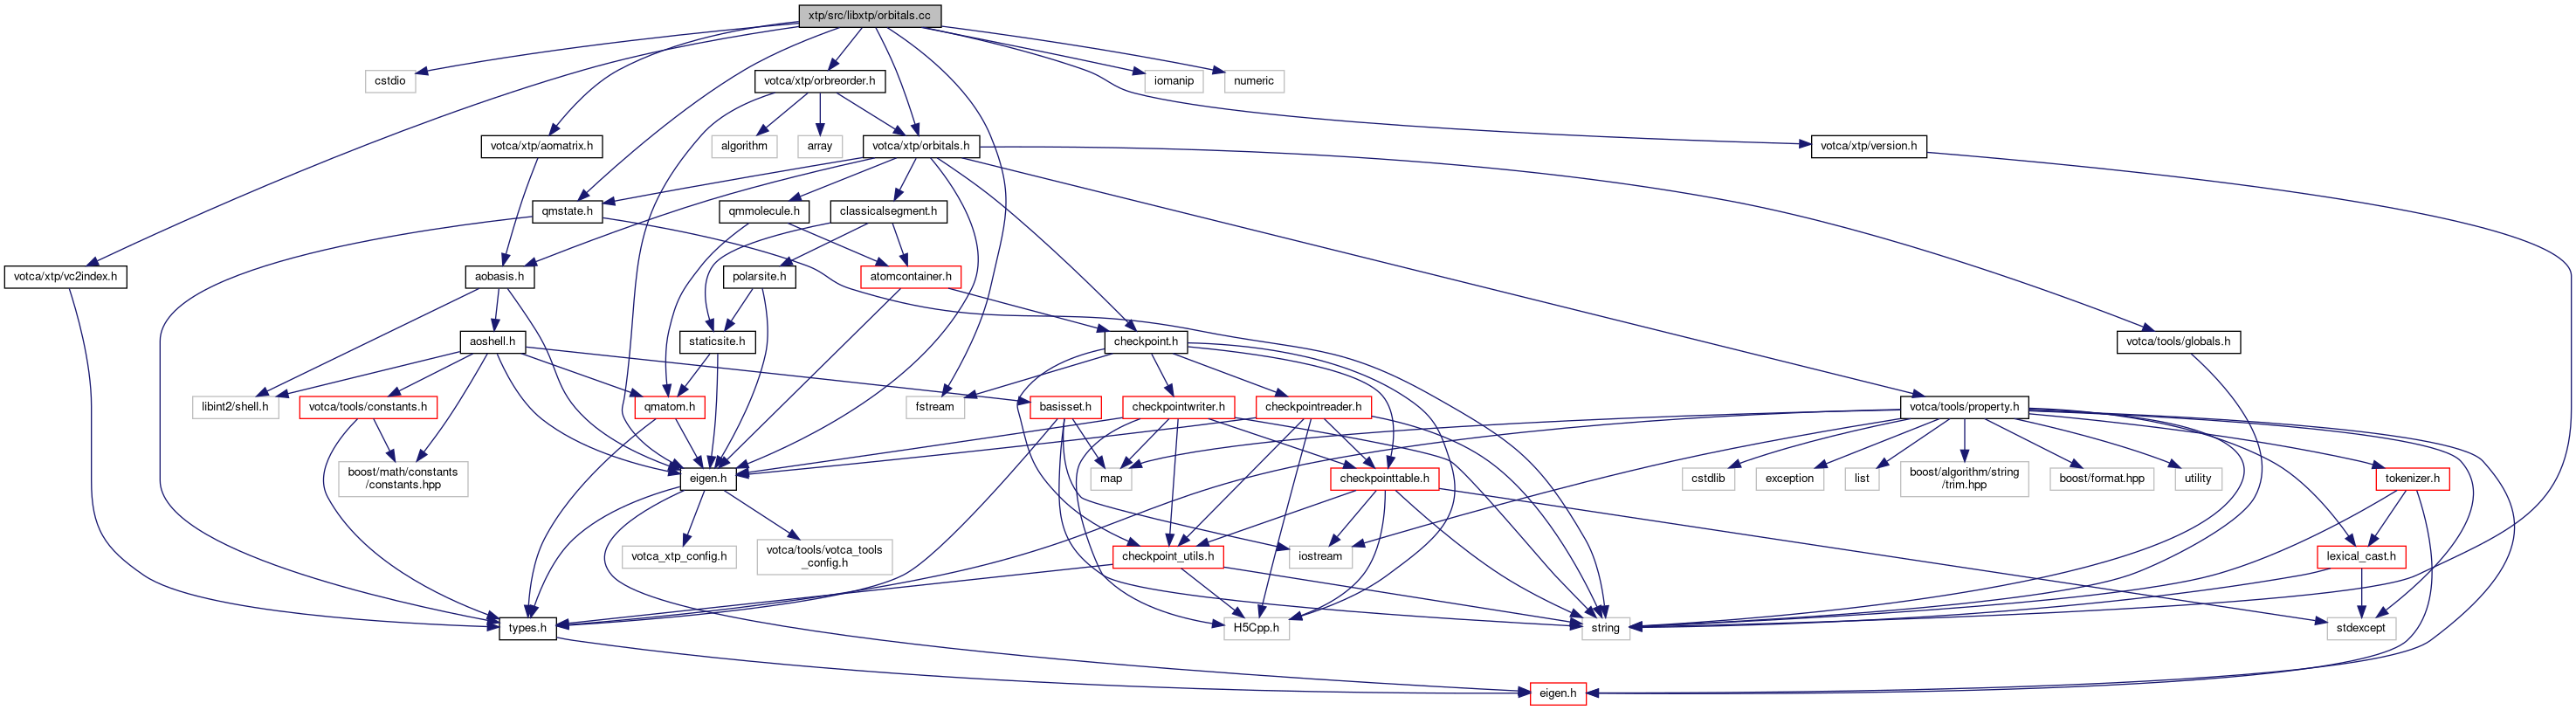 xtp/src/libxtp/orbitals.cc
cstdio
votca/xtp/orbreorder.h
iomanip
numeric
votca/xtp/aomatrix.h
algorithm
array
votca/xtp/orbitals.h
votca/xtp/version.h
qmstate.h
qmmolecule.h
classicalsegment.h
votca/xtp/vc2index.h
aobasis.h
polarsite.h
atomcontainer.h
aoshell.h
staticsite.h
checkpoint.h
votca/tools/globals.h
libint2/shell.h
votca/tools/constants.h
qmatom.h
fstream
basisset.h
checkpointwriter.h
checkpointreader.h
votca/tools/property.h
boost/math/constants
/constants.hpp
eigen.h
map
checkpointtable.h
cstdlib
exception
list
boost/algorithm/string
/trim.hpp
boost/format.hpp
utility
tokenizer.h
votca_xtp_config.h
votca/tools/votca_tools
_config.h
checkpoint_utils.h
iostream
lexical_cast.h
types.h
H5Cpp.h
string
stdexcept
eigen.h